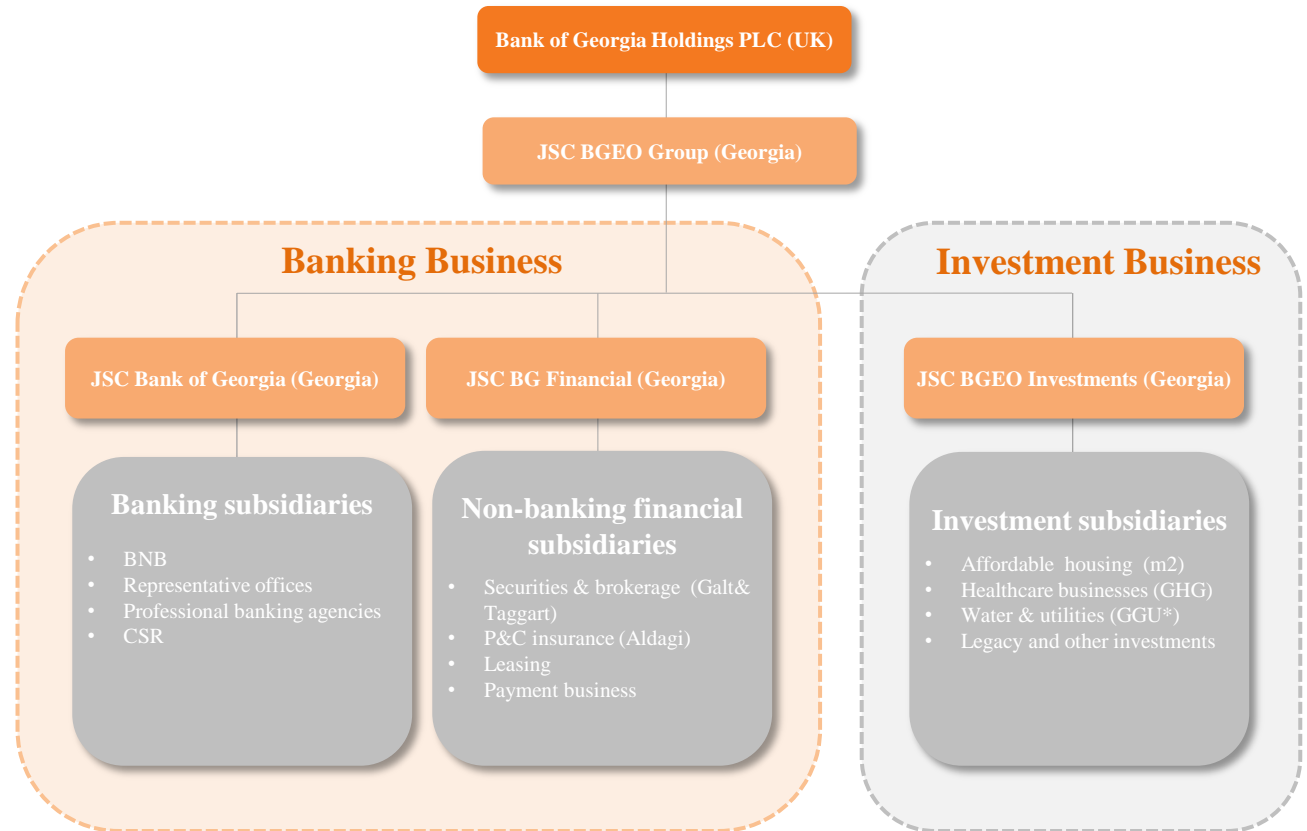 Bank of Georgia Holdings PLC (UK)
JSC BGEO Group (Georgia)
Banking Business
Investment Business
JSC Bank of Georgia (Georgia)
JSC BG Financial (Georgia)
JSC BGEO Investments (Georgia)
Banking subsidiaries
• BNB
• Representative offices
• Professional banking agencies
• CSR
Non-banking financial
subsidiaries
• Securities & brokerage (Galt&
Taggart)
• P&C insurance (Aldagi)
• Leasing
• Payment business
Investment subsidiaries
• Affordable housing (m2)
• Healthcare businesses (GHG)
• Water & utilities (GGU*)
• Legacy and other investments